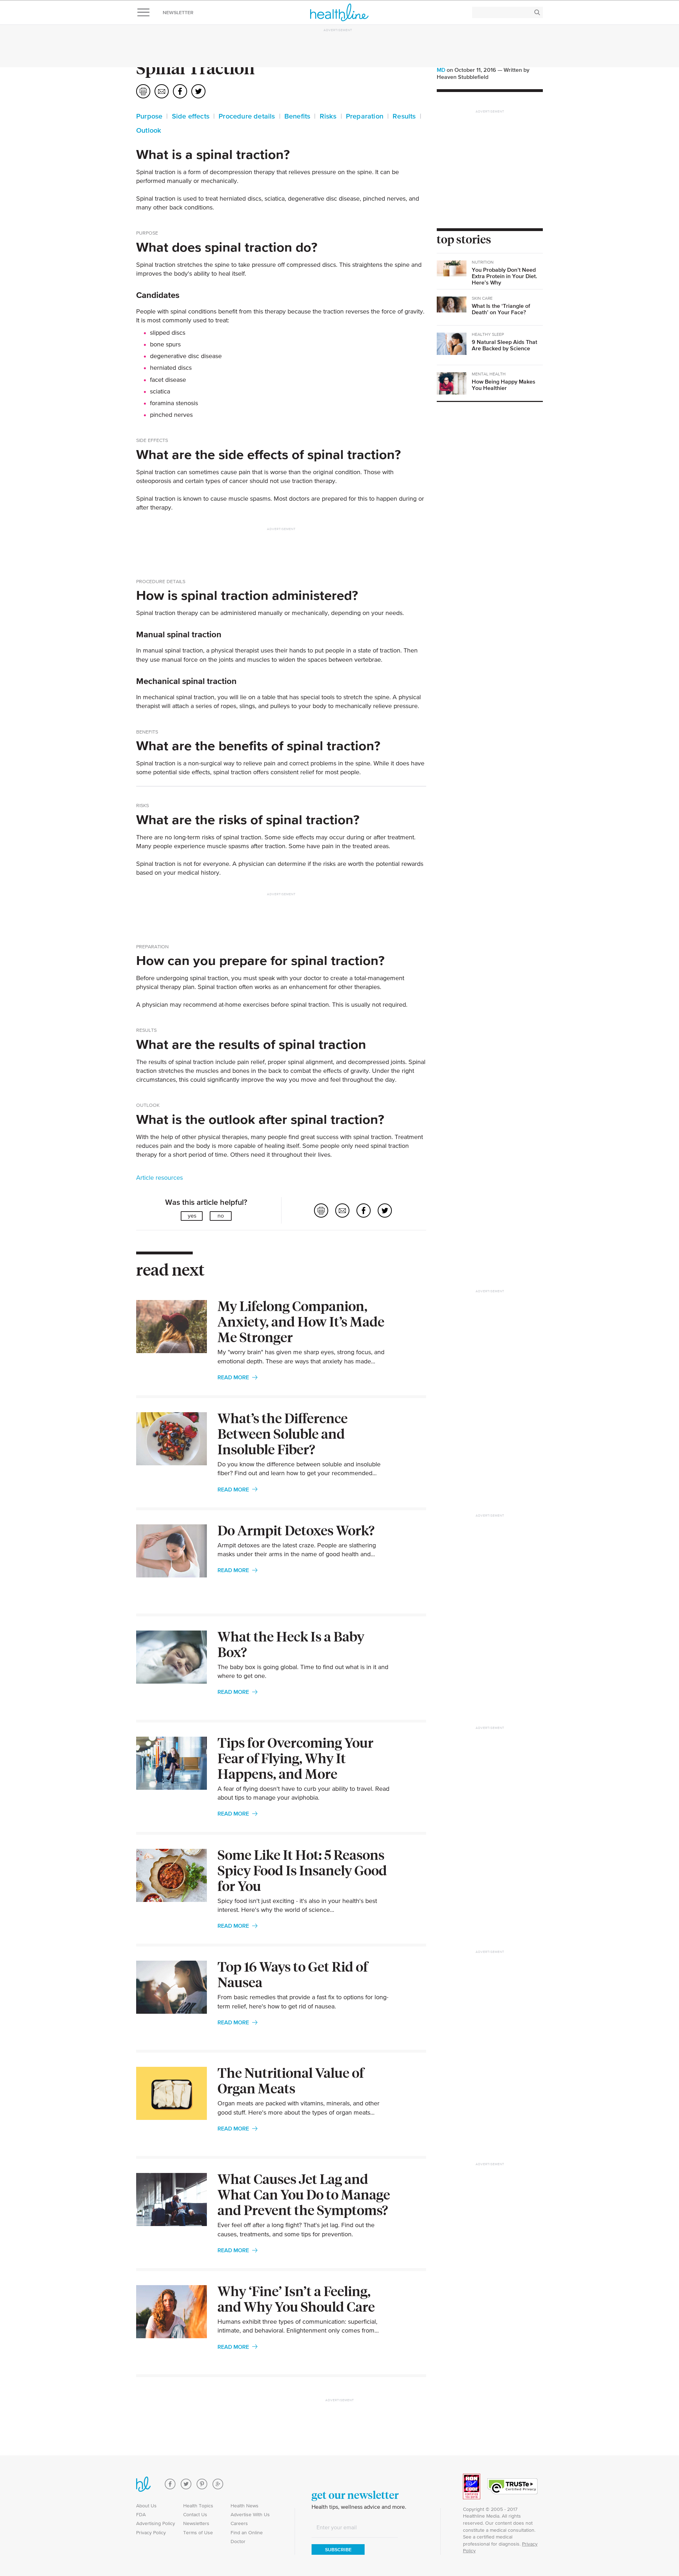 NEWSLETTER
healthline
ADVERTISEMENT
Spinal Traction
MD on October 11, 2016 — Written by
Heaven Stubblefield
Purpose | Side effects | Procedure details | Benefits | Risks | Preparation | Results |
Outlook
ADVERTISEMENT
What is a spinal traction?
Spinal traction is a form of decompression therapy that relieves pressure on the spine. It can be
performed manually or mechanically.
Spinal traction is used to treat herniated discs, sciatica, degenerative disc disease, pinched nerves, and
many other back conditions.
PURPOSE
What does spinal traction do?
Spinal traction stretches the spine to take pressure off compressed discs. This straightens the spine and
improves the body's ability to heal itself.
Candidates
People with spinal conditions benefit from this therapy because the traction reverses the force of gravity.
It is most commonly used to treat:
slipped discs
bone spurs
degenerative disc disease
herniated discs
facet disease
sciatica
foramina stenosis
pinched nerves
top stories
NUTRITION
You Probably Don't Need
Extra Protein in Your Diet.
Here's Why
SKIN CARE
What Is the 'Triangle of
Death' on Your Face?
HEALTHY SLEEP
9 Natural Sleep Aids That
Are Backed by Science
MENTAL HEALTH
How Being Happy Makes
You Healthier
SIDE EFFECTS
What are the side effects of spinal traction?
Spinal traction can sometimes cause pain that is worse than the original condition. Those with
osteoporosis and certain types of cancer should not use traction therapy.
Spinal traction is known to cause muscle spasms. Most doctors are prepared for this to happen during or
after therapy.
ADVERTISEMENT
PROCEDURE DETAILS
How is spinal traction administered?
Spinal traction therapy can be administered manually or mechanically, depending on your needs.
Manual spinal traction
In manual spinal traction, a physical therapist uses their hands to put people in a state of traction. Then
they use manual force on the joints and muscles to widen the spaces between vertebrae.
Mechanical spinal traction
In mechanical spinal traction, you will lie on a table that has special tools to stretch the spine. A physical
therapist will attach a series of ropes, slings, and pulleys to your body to mechanically relieve pressure.
BENEFITS
What are the benefits of spinal traction?
Spinal traction is a non-surgical way to relieve pain and correct problems in the spine. While it does have
some potential side effects, spinal traction offers consistent relief for most people.
RISKS
What are the risks of spinal traction?
There are no long-term risks of spinal traction. Some side effects may occur during or after treatment.
Many people experience muscle spasms after traction. Some have pain in the treated areas.
Spinal traction is not for everyone. A physician can determine if the risks are worth the potential rewards
based on your medical history.
ADVERTISEMENT
PREPARATION
How can you prepare for spinal traction?
Before undergoing spinal traction, you must speak with your doctor to create a total-management
physical therapy plan. Spinal traction often works as an enhancement for other therapies.
A physician may recommend at-home exercises before spinal traction. This is usually not required.
RESULTS
What are the results of spinal traction
The results of spinal traction include pain relief, proper spinal alignment, and decompressed joints. Spinal
traction stretches the muscles and bones in the back to combat the effects of gravity. Under the right
circumstances, this could significantly improve the way you move and feel throughout the day.
OUTLOOK
What is the outlook after spinal traction?
With the help of other physical therapies, many people find great success with spinal traction. Treatment
reduces pain and the body is more capable of healing itself. Some people only need spinal traction
therapy for a short period of time. Others need it throughout their lives.
Article resources
Was this article helpful?
yes
no
read next
ADVERTISEMENT
My Lifelong Companion,
Anxiety, and How It's Made
Me Stronger
My "worry brain" has given me sharp eyes, strong focus, and
emotional depth. These are ways that anxiety has made...
READ MORE
What's the Difference
Between Soluble and
Insoluble Fiber?
Do you know the difference between soluble and insoluble
fiber? Find out and learn how to get your recommended...
READ MORE
ADVERTISEMENT
Do Armpit Detoxes Work?
Armpit detoxes are the latest craze. People are slathering
masks under their arms in the name of good health and...
READ MORE
What the Heck Is a Baby
Box?
The baby box is going global. Time to find out what is in it and
where to get one.
READ MORE
ADVERTISEMENT
Tips for Overcoming Your
Fear of Flying, Why It
Happens, and More
A fear of flying doesn't have to curb your ability to travel. Read
about tips to manage your aviphobia.
READ MORE
Some Like It Hot: 5 Reasons
Spicy Food Is Insanely Good
for You
Spicy food isn't just exciting - it's also in your health's best
interest. Here's why the world of science...
READ MORE
ADVERTISEMENT
Top 16 Ways to Get Rid of
Nausea
From basic remedies that provide a fast fix to options for long-
term relief, here's how to get rid of nausea.
READ MORE
The Nutritional Value of
Organ Meats
Organ meats are packed with vitamins, minerals, and other
good stuff. Here's more about the types of organ meats...
READ MORE
ADVERTISEMENT
What Causes Jet Lag and
What Can You Do to Manage
and Prevent the Symptoms?
Ever feel off after a long flight? That's jet lag. Find out the
causes, treatments, and some tips for prevention.
READ MORE
Why 'Fine' Isn't a Feeling,
and Why You Should Care
Humans exhibit three types of communication: superficial,
intimate, and behavioral. Enlightenment only comes from...
READ MORE
ADVERTISEMENT
hl
About Us
FDA
Advertising Policy
Privacy Policy
Health Topics
Contact Us
Newsletters
Terms of Use
Health News
Advertise With Us
Careers
Find an Online
Doctor
get our newsletter
Health tips, wellness advice and more.
Enter your email
SUBSCRIBE
TRUSTe
Certified Privacy
Copyright © 2005 - 2017
Healthline Media. All rights
reserved. Our content does not
constitute a medical consultation.
See a certified medical
professional for diagnosis. Privacy
Policy